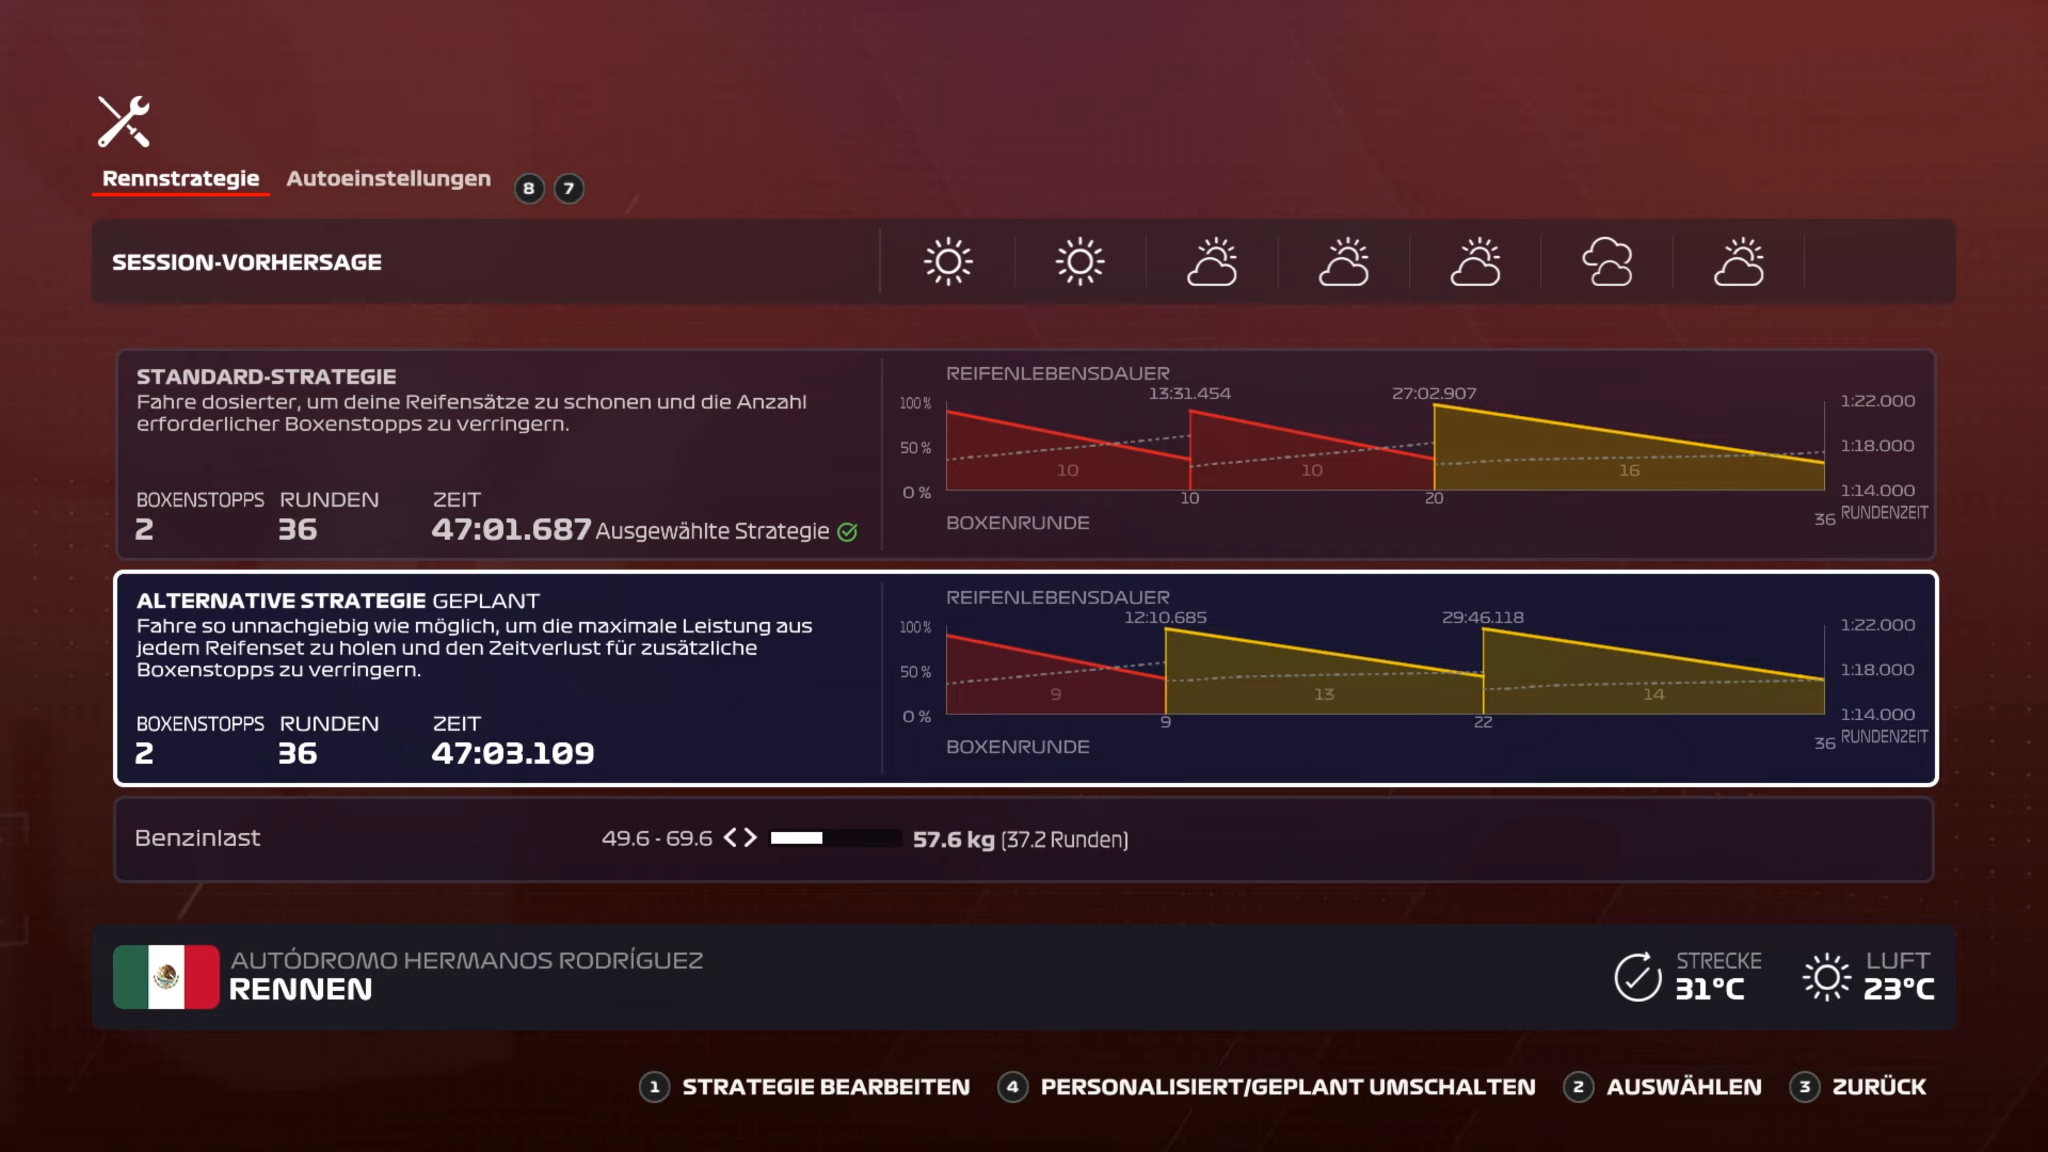 Rennstrategie Autoeinstellungen 8 7
SESSION-VORHERSAGE
STANDARD-STRATEGIE
Fahre dosierter, um deine Reifensätze zu schonen und die Anzahl
erforderlicher Boxenstopps zu verringern.
BOXENSTOPPS RUNDEN ZEIT
2 36 47:01.687 Ausgewählte Strategie
REIFENLEBENSDAUER
13:31.454 27:02.907
100% 1:22.000
50% 1:18.000
10 10 16
0% 1:14.000
10 20
36 RUNDENZEIT
BOXENRUNDE
ALTERNATIVE STRATEGIE GEPLANT
Fahre so unnachgiebig wie möglich, um die maximale Leistung aus
jedem Reifenset zu holen und den Zeitverlust für zusätzliche
Boxenstopps zu verringern.
BOXENSTOPPS RUNDEN ZEIT
2 36 47:03.109
REIFENLEBENSDAUER
12:10.685 29:46.118
100% 1:22.000
50% 1:18.000
9 13 14
0% 1:14.000
9 22
36 RUNDENZEIT
BOXENRUNDE
Benzinlast 49.6 - 69.6 <> 57.6 kg (37.2 Runden)
AUTÓDROMO HERMANOS RODRÍGUEZ
RENNEN
STRECKE
31°C
LUFT
23°C
1 STRATEGIE BEARBEITEN 4 PERSONALISIERT/GEPLANT UMSCHALTEN 2 AUSWÄHLEN 3 ZURÜCK